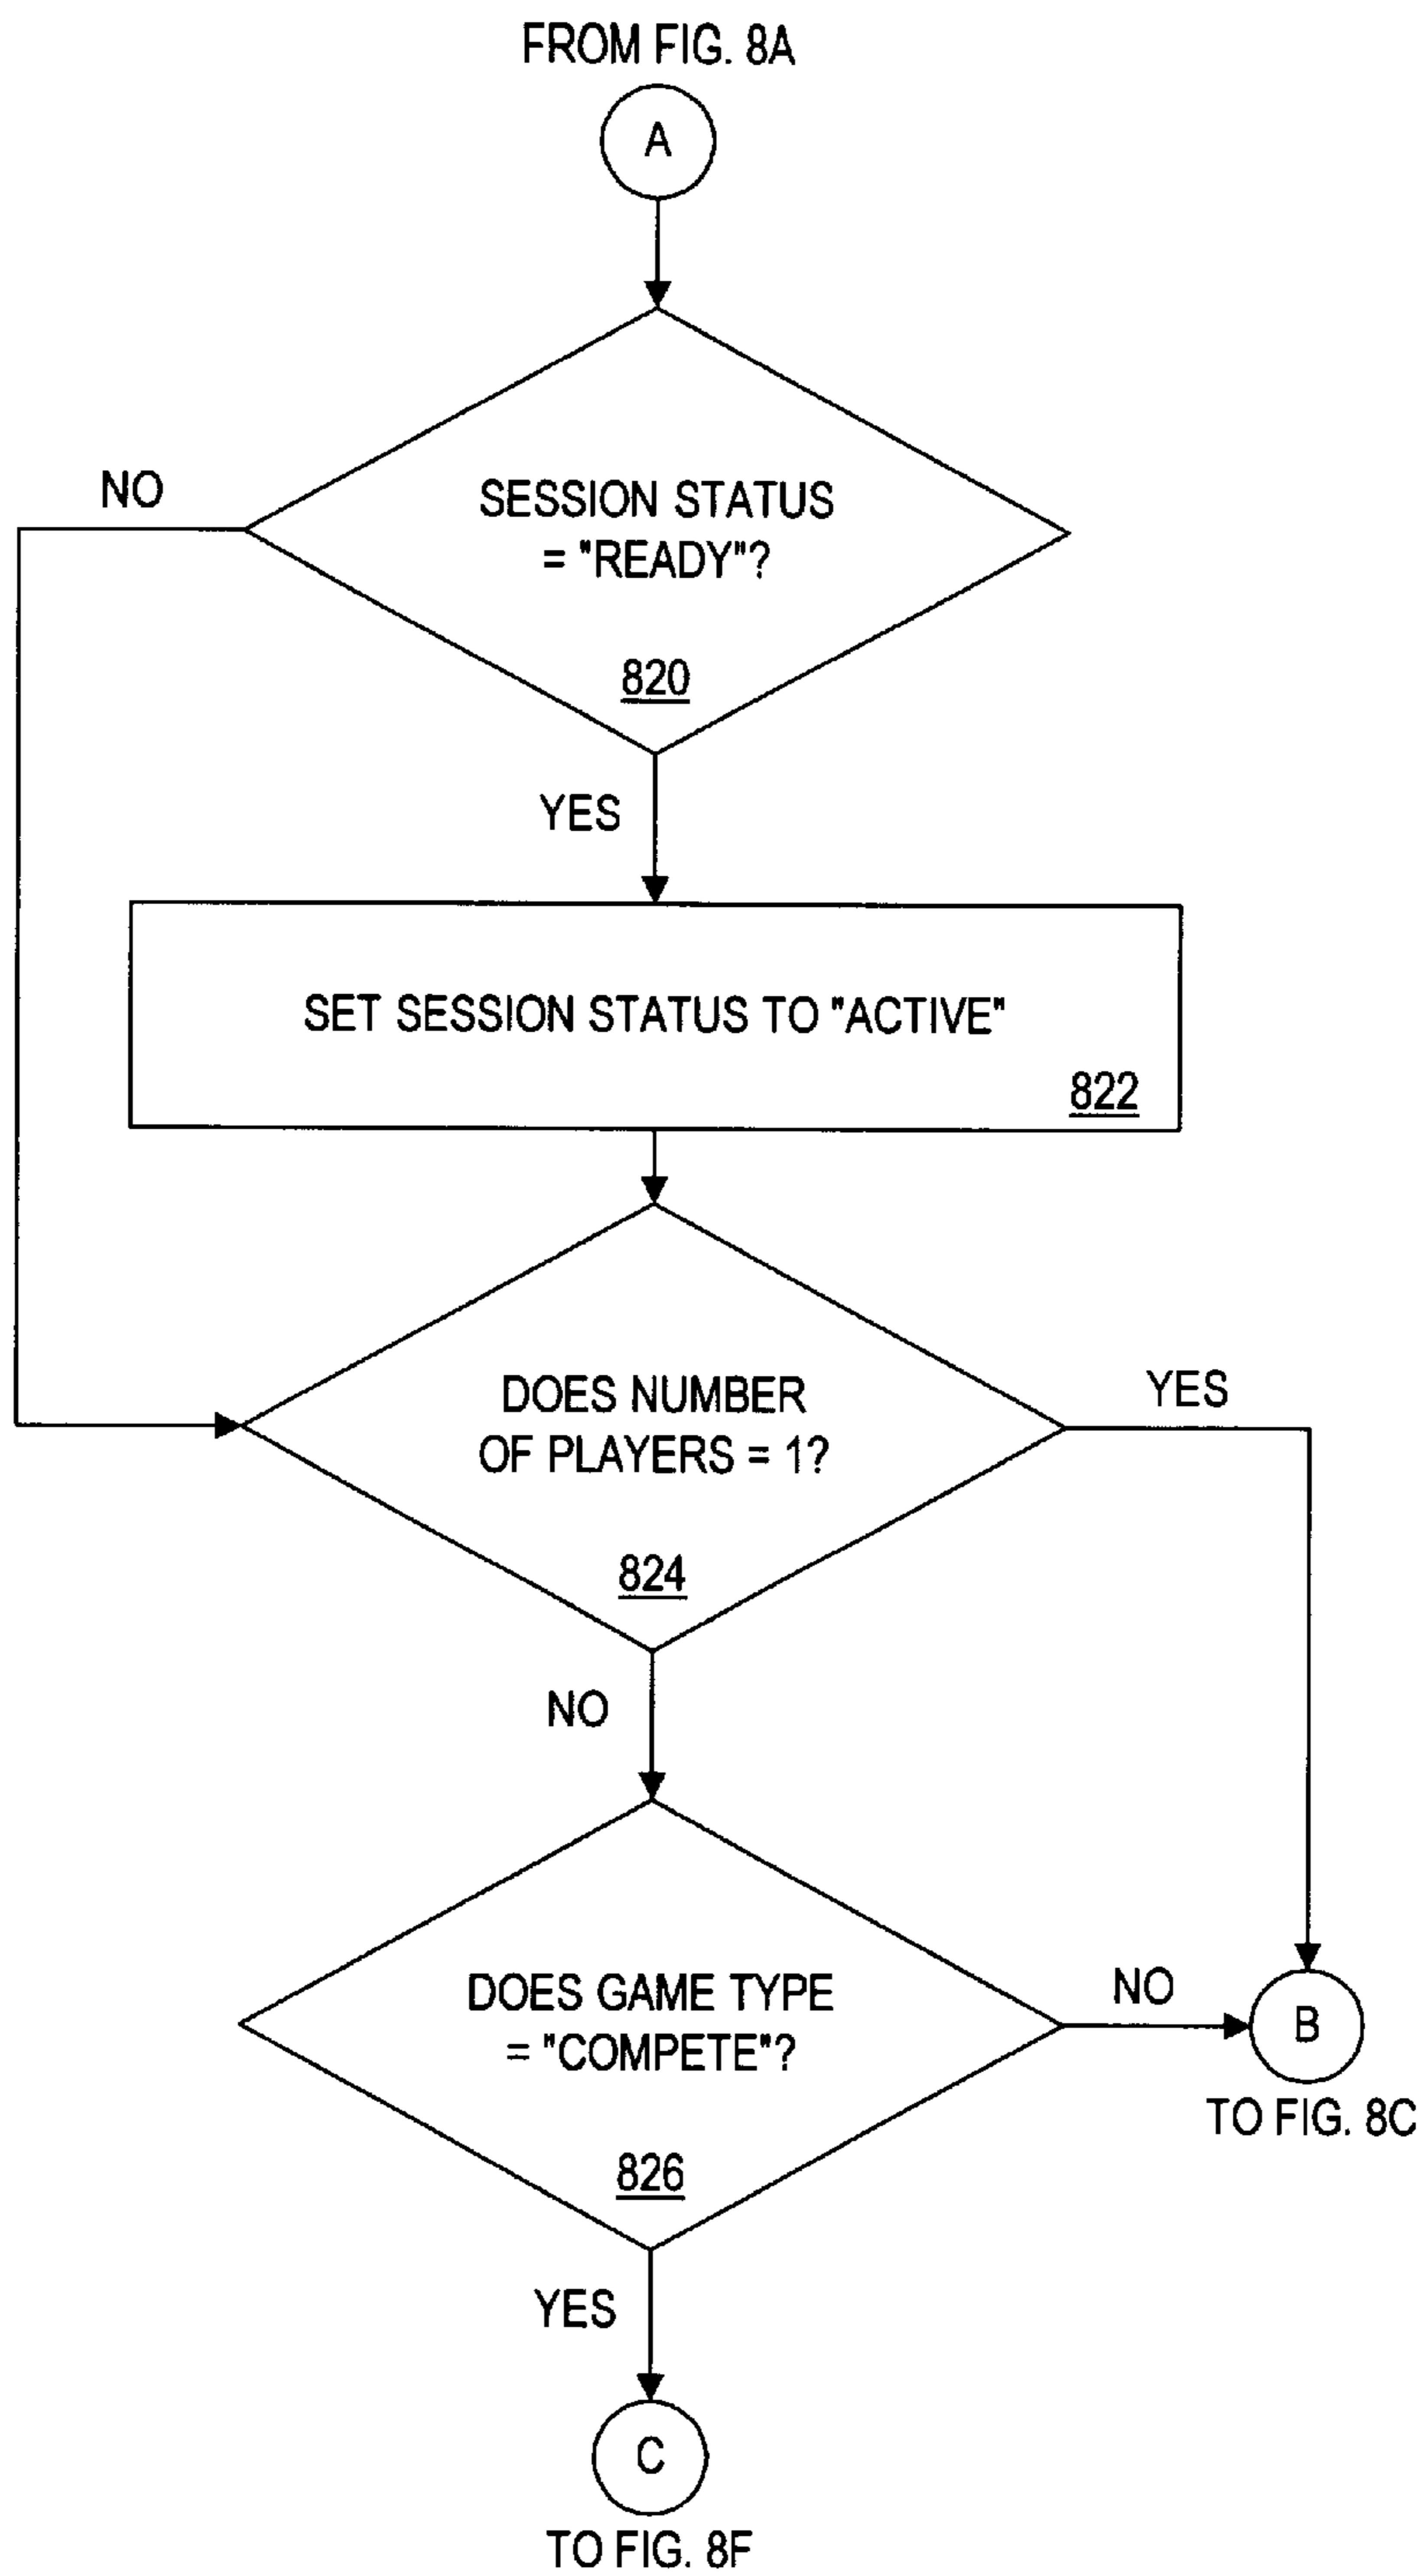 FROM FIG. 8A
A
NO
SESSION STATUS
= "READY"?
820
YES
SET SESSION STATUS TO "ACTIVE"
822
DOES NUMBER
OF PLAYERS = 1?
YES
824
NO
DOES GAME TYPE
= "COMPETE"?
NO
B
TO FIG. 8C
826
YES
C
TO FIG. 8F